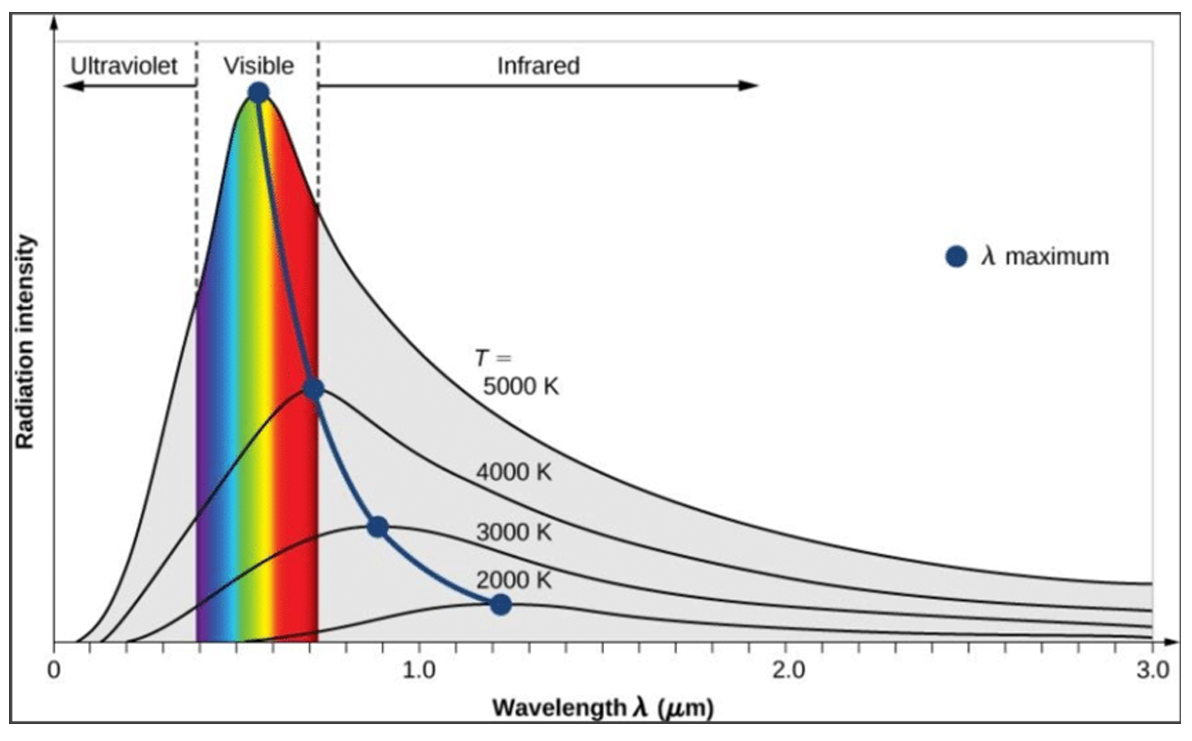 Ultraviolet
Visible
Infrared
λ maximum
T =
5000 K
4000 K
3000 K
2000 K
Radiation intensity
0
1.0
2.0
3.0
Wavelength λ (μm)